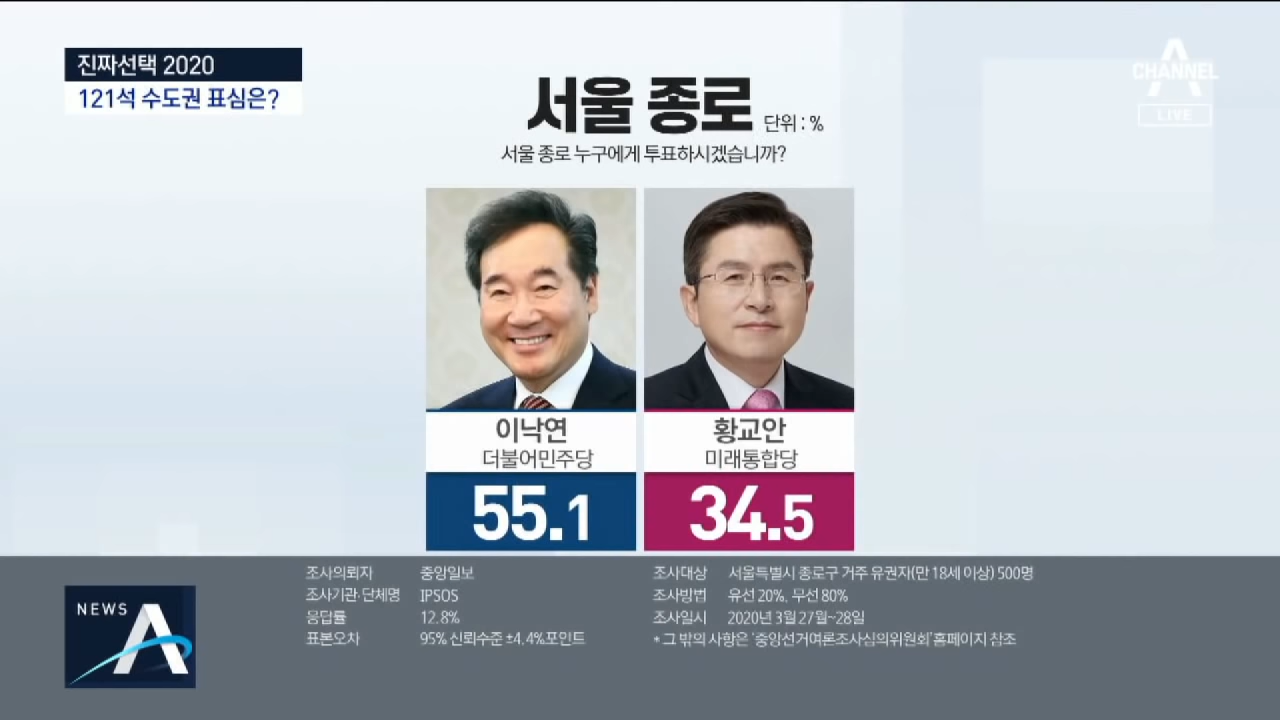 진짜선택 2020
121석 수도권 표심은?
CHANNEL A
LIVE
서울 종로 단위 : %
서울 종로 누구에게 투표하시겠습니까?
이낙연
더불어민주당
55.1
황교안
미래통합당
34.5
조사의뢰자 중앙일보
조사기관·단체명 IPSOS
응답률 12.8%
표본오차 95% 신뢰수준 ±4.4%포인트
조사대상 서울특별시 종로구 거주 유권자(만 18세 이상) 500명
조사방법 유선 20%, 무선 80%
조사일시 2020년 3월 27일~28일
* 그 밖의 사항은 '중앙선거여론조사심의위원회' 홈페이지 참조
NEWS A